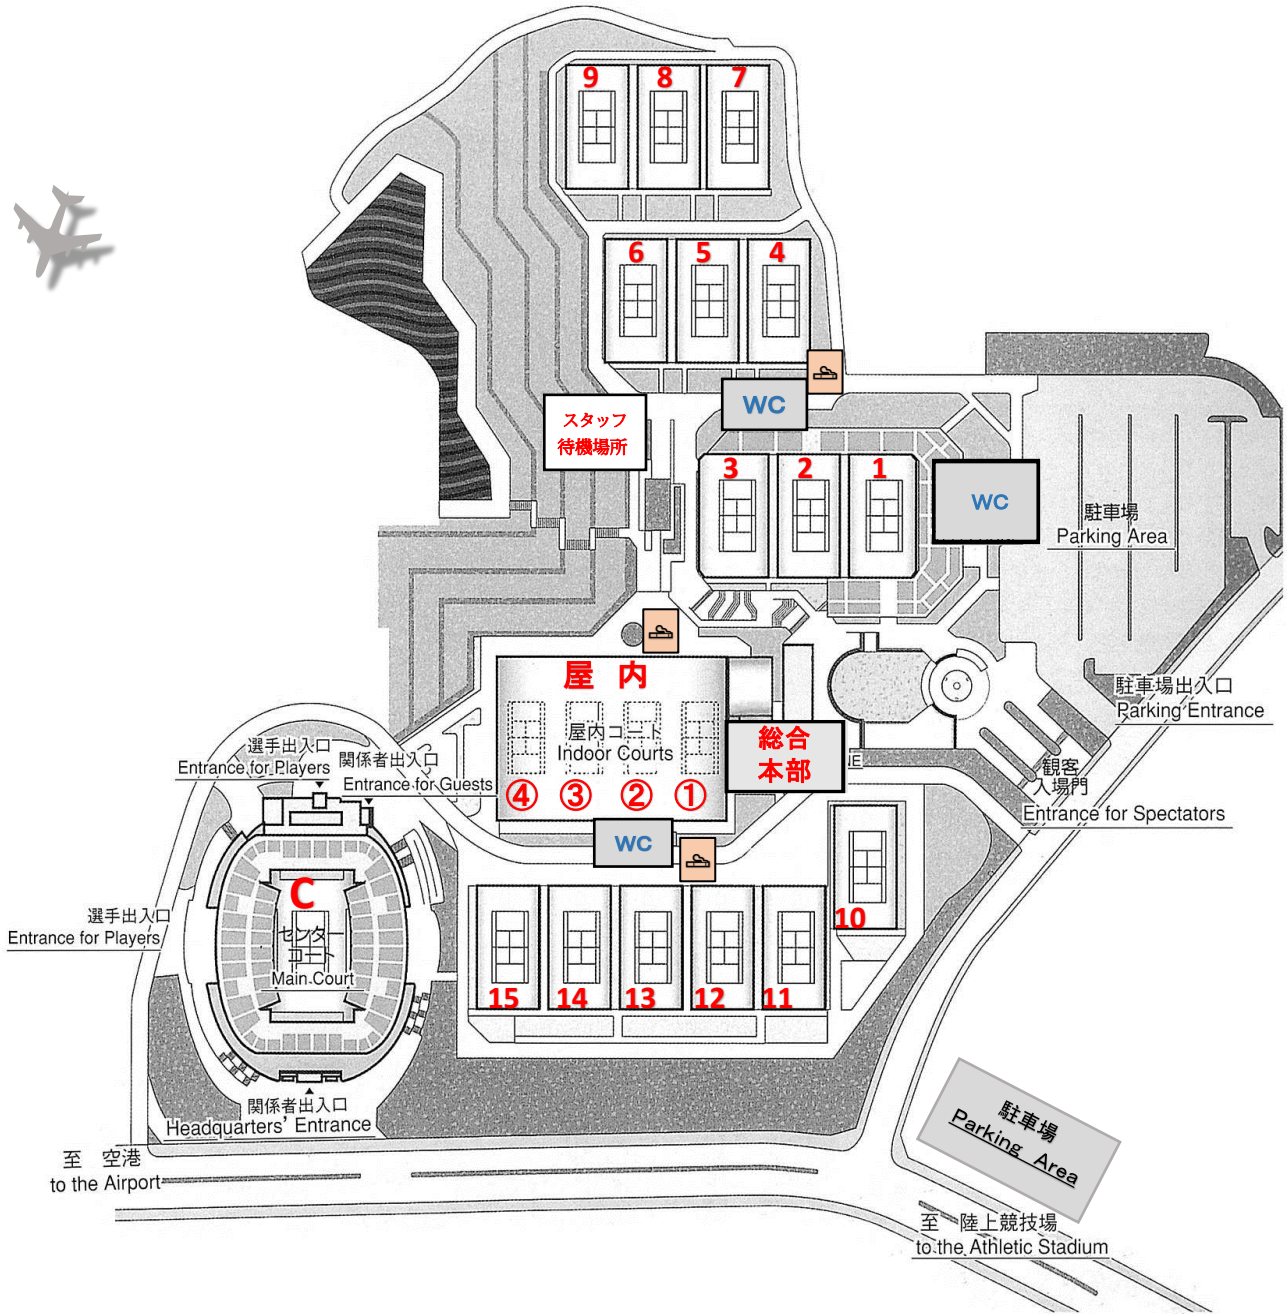 9 8 7
6 5 4
WC
スタッフ
待機場所
3 2 1
WC
駐車場
Parking Area
屋 内
屋内コート
Indoor Courts
④ ③ ② ①
総合
本部
NE
駐車場出入口
Parking Entrance
観客
入場門
Entrance for Spectators
選手出入口
Entrance for Players
関係者出入口
Entrance for Guests
WC
10
C
センター
コート
Main Court
選手出入口
Entrance for Players
15 14 13 12 11
関係者出入口
Headquarters' Entrance
駐車場
Parking Area
至 空港
to the Airport
至 陸上競技場
to the Athletic Stadium